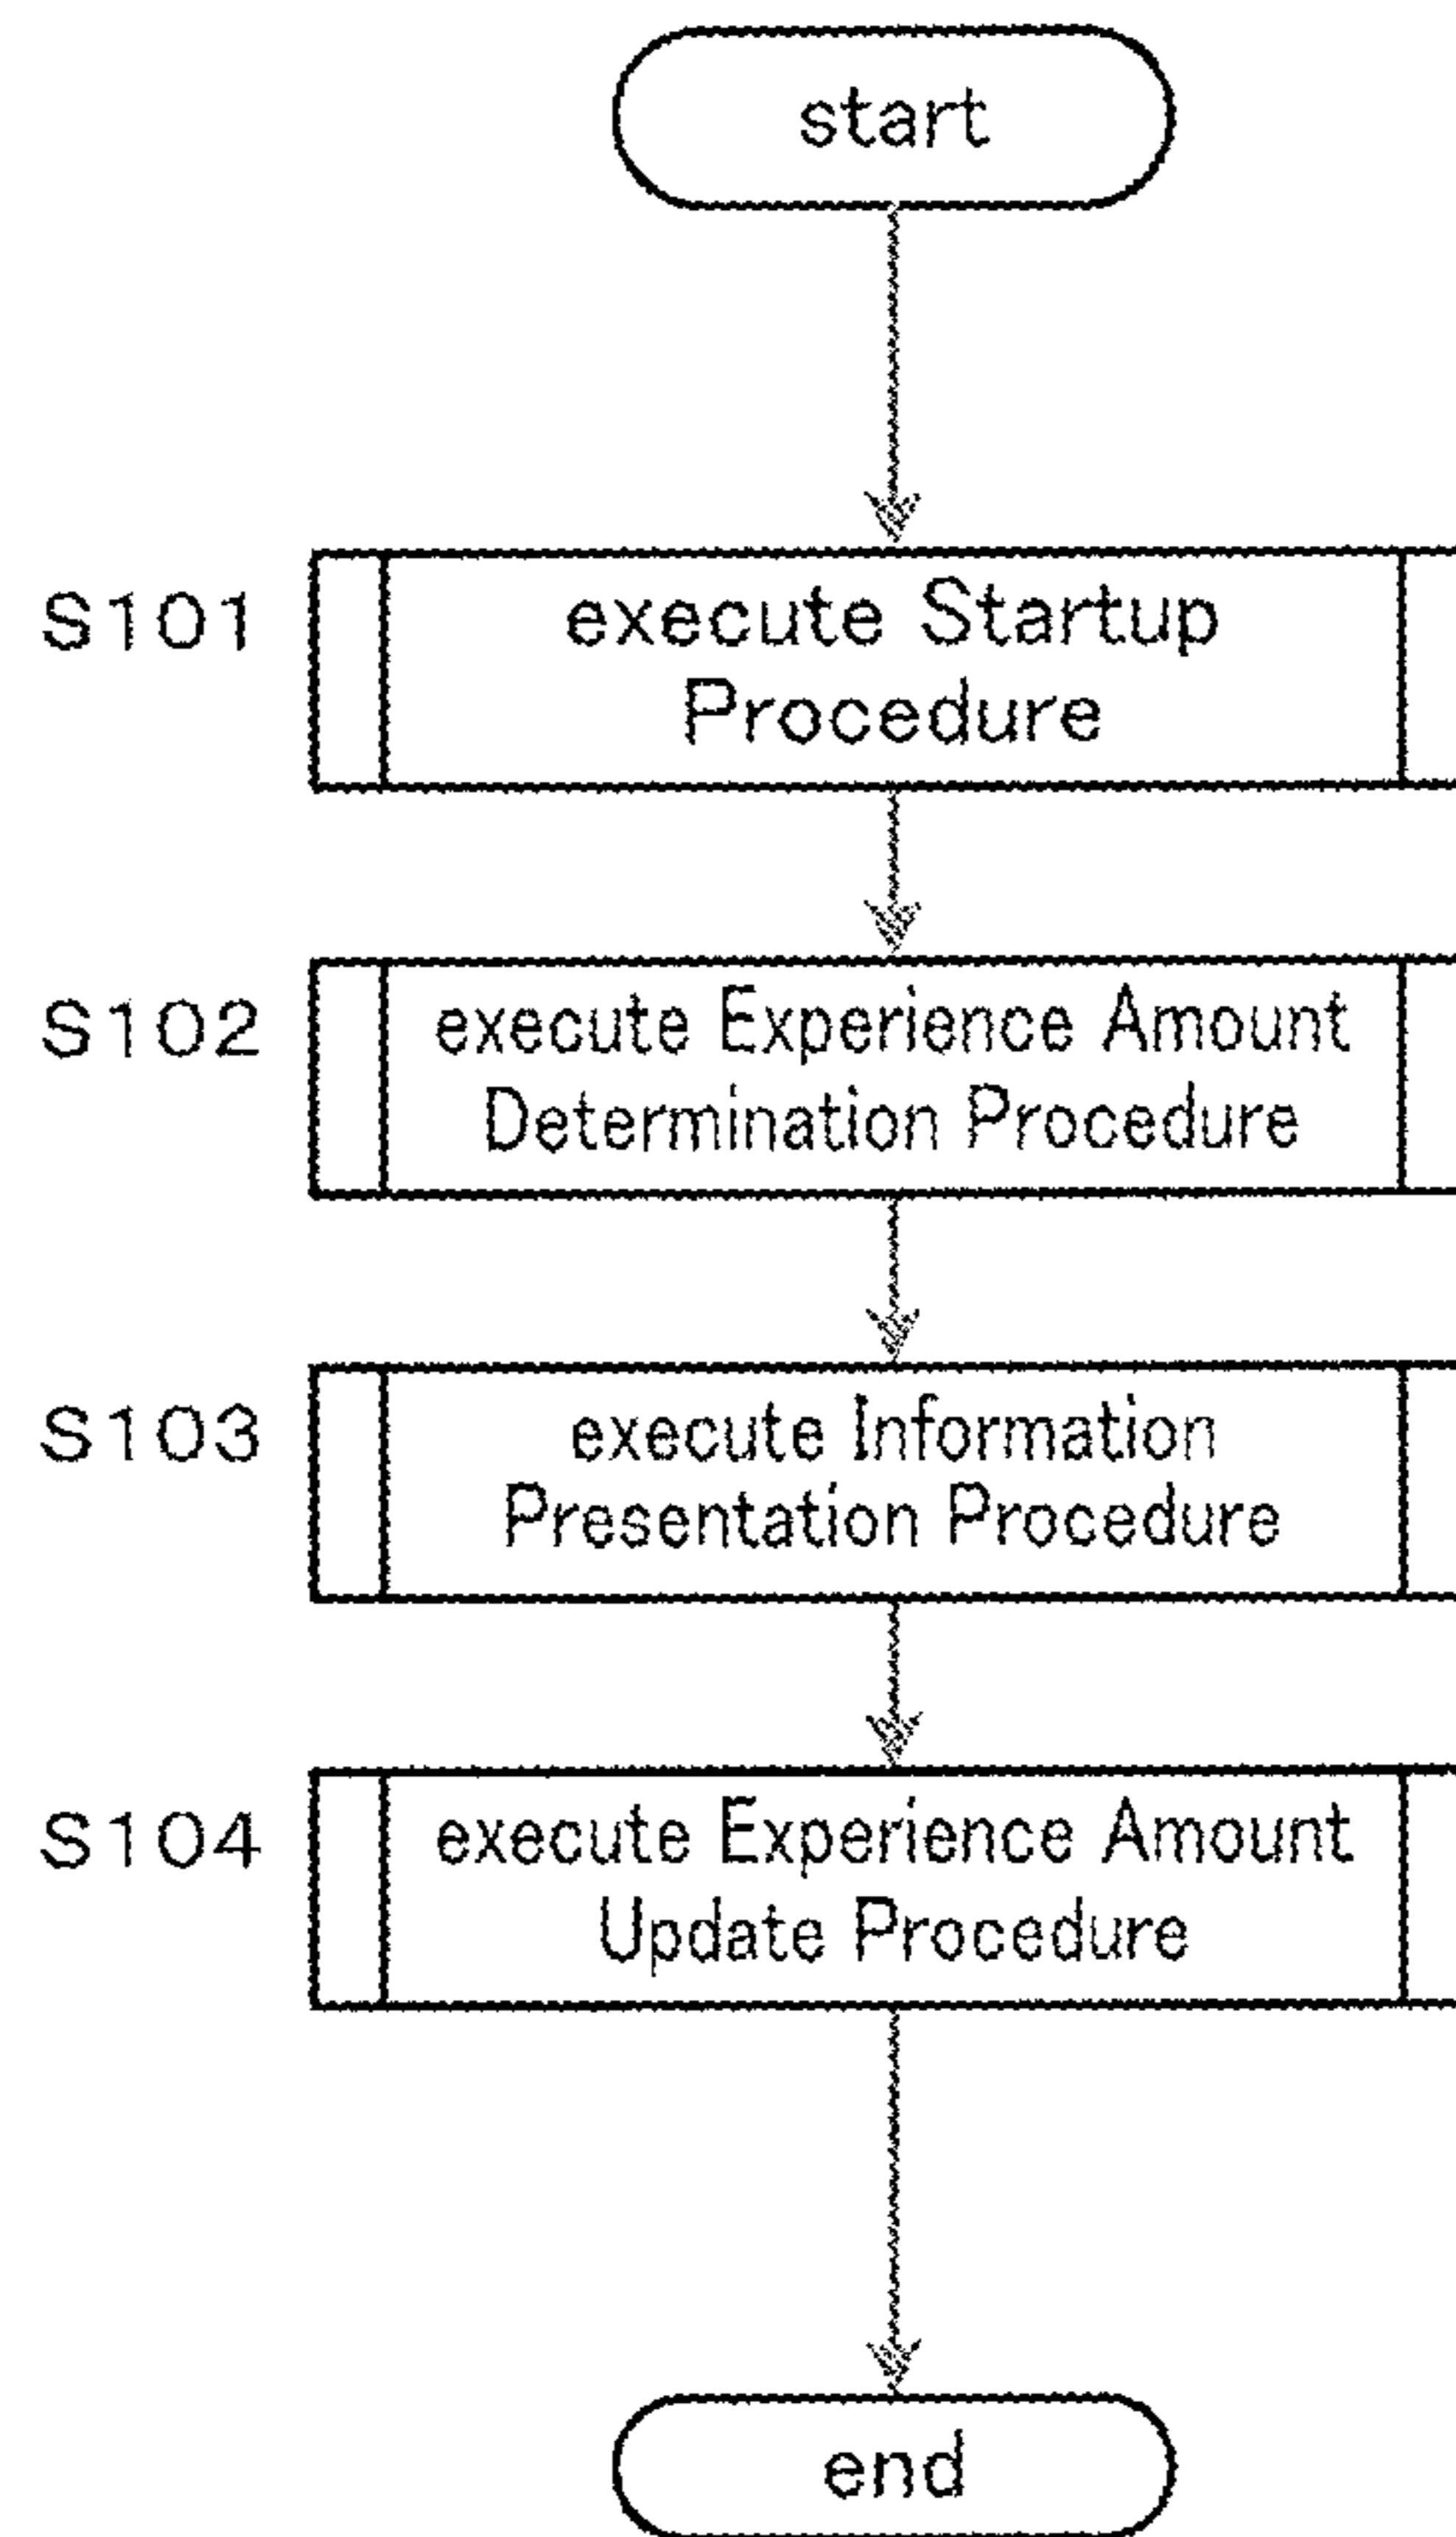 start
S101
execute Startup
Procedure
S102
execute Experience Amount
Determination Procedure
S103
execute Information
Presentation Procedure
S104
execute Experience Amount
Update Procedure
end